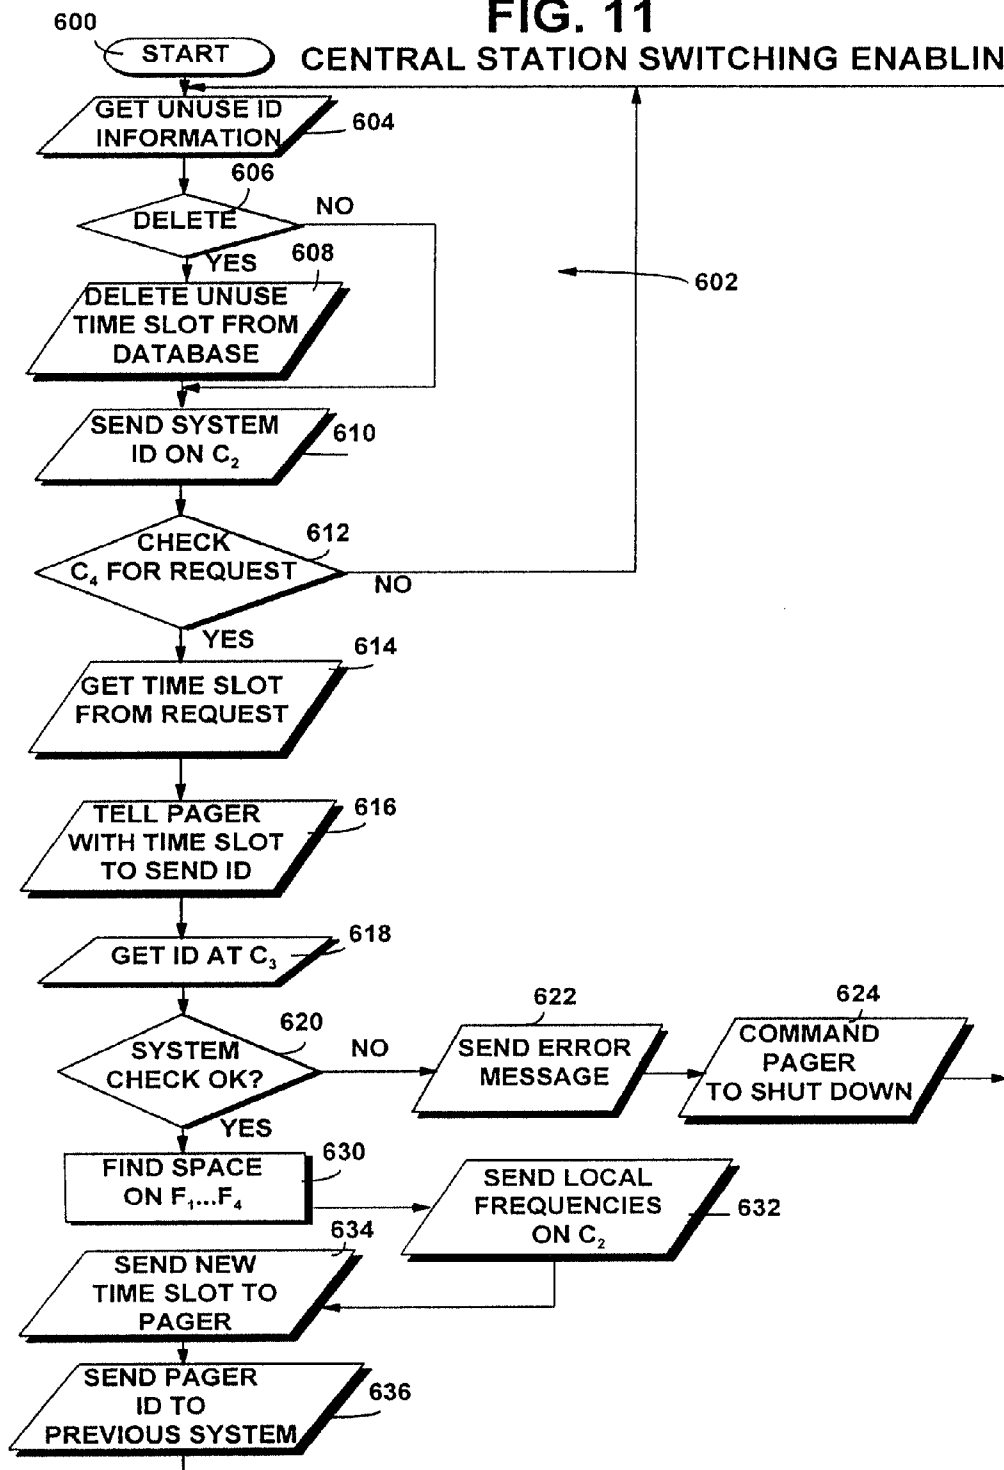 FIG. 11
CENTRAL STATION SWITCHING ENABLIN
600
START
GET UNUSE ID
INFORMATION
604
606
DELETE
NO
YES
602
608
DELETE UNUSE
TIME SLOT FROM
DATABASE
SEND SYSTEM
ID ON C₂
610
612
CHECK
C₄ FOR REQUEST
NO
YES
614
GET TIME SLOT
FROM REQUEST
616
TELL PAGER
WITH TIME SLOT
TO SEND ID
618
GET ID AT C₃
620
SYSTEM
CHECK OK?
NO
YES
622
SEND ERROR
MESSAGE
624
COMMAND
PAGER
TO SHUT DOWN
630
FIND SPACE
ON F₁...F₄
SEND LOCAL
FREQUENCIES
ON C₂
632
634
SEND NEW
TIME SLOT TO
PAGER
SEND PAGER
ID TO
PREVIOUS SYSTEM
636